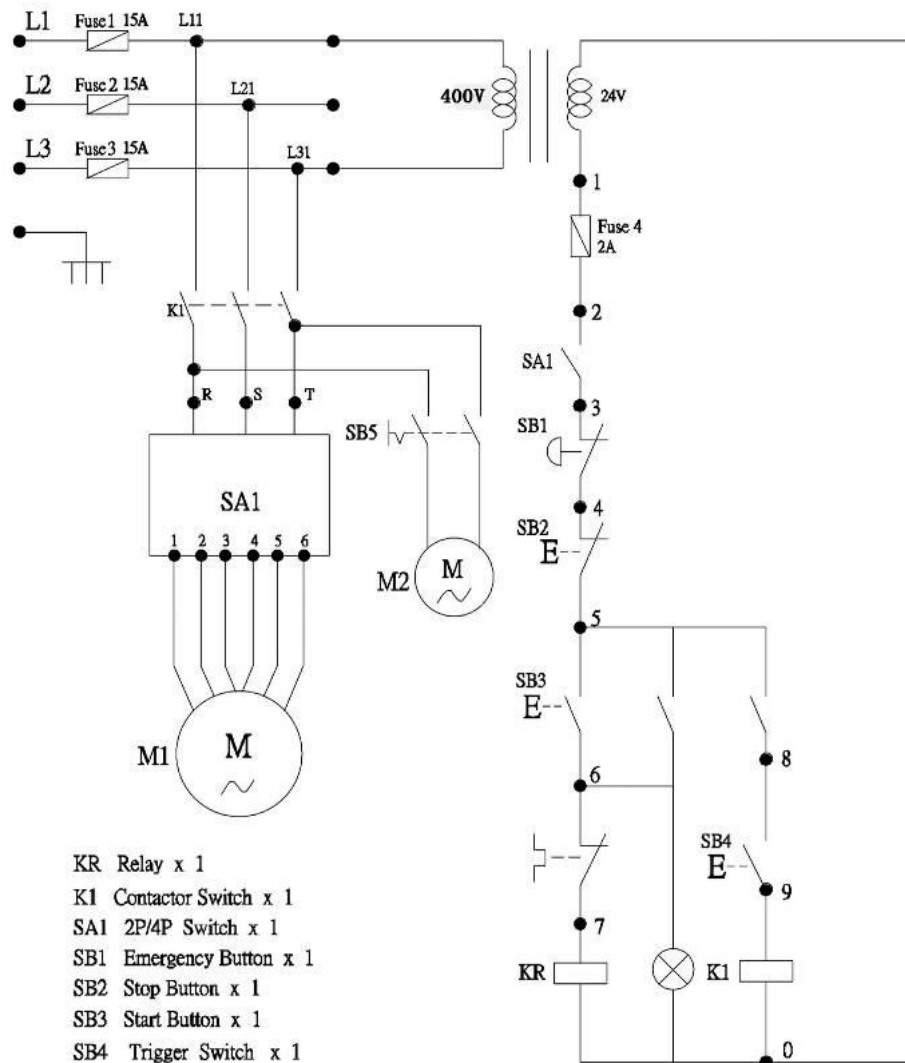 L1 Fuse1 15A L11
L2 Fuse 2 15A L21
L3 Fuse3 15A L31
400V 24V
1
Fuse 4
2A
2
K1
SA1
R S T
3
SB5
SB1
SA1
4
SB2
1 2 3 4 5 6
M2 M
5
SB3
M1 M
8
6
SB4
9
7
KR
K1
0
KR Relay x 1
K1 Contactor Switch x 1
SA1 2P/4P Switch x 1
SB1 Emergency Button x 1
SB2 Stop Button x 1
SB3 Start Button x 1
SB4 Trigger Switch x 1